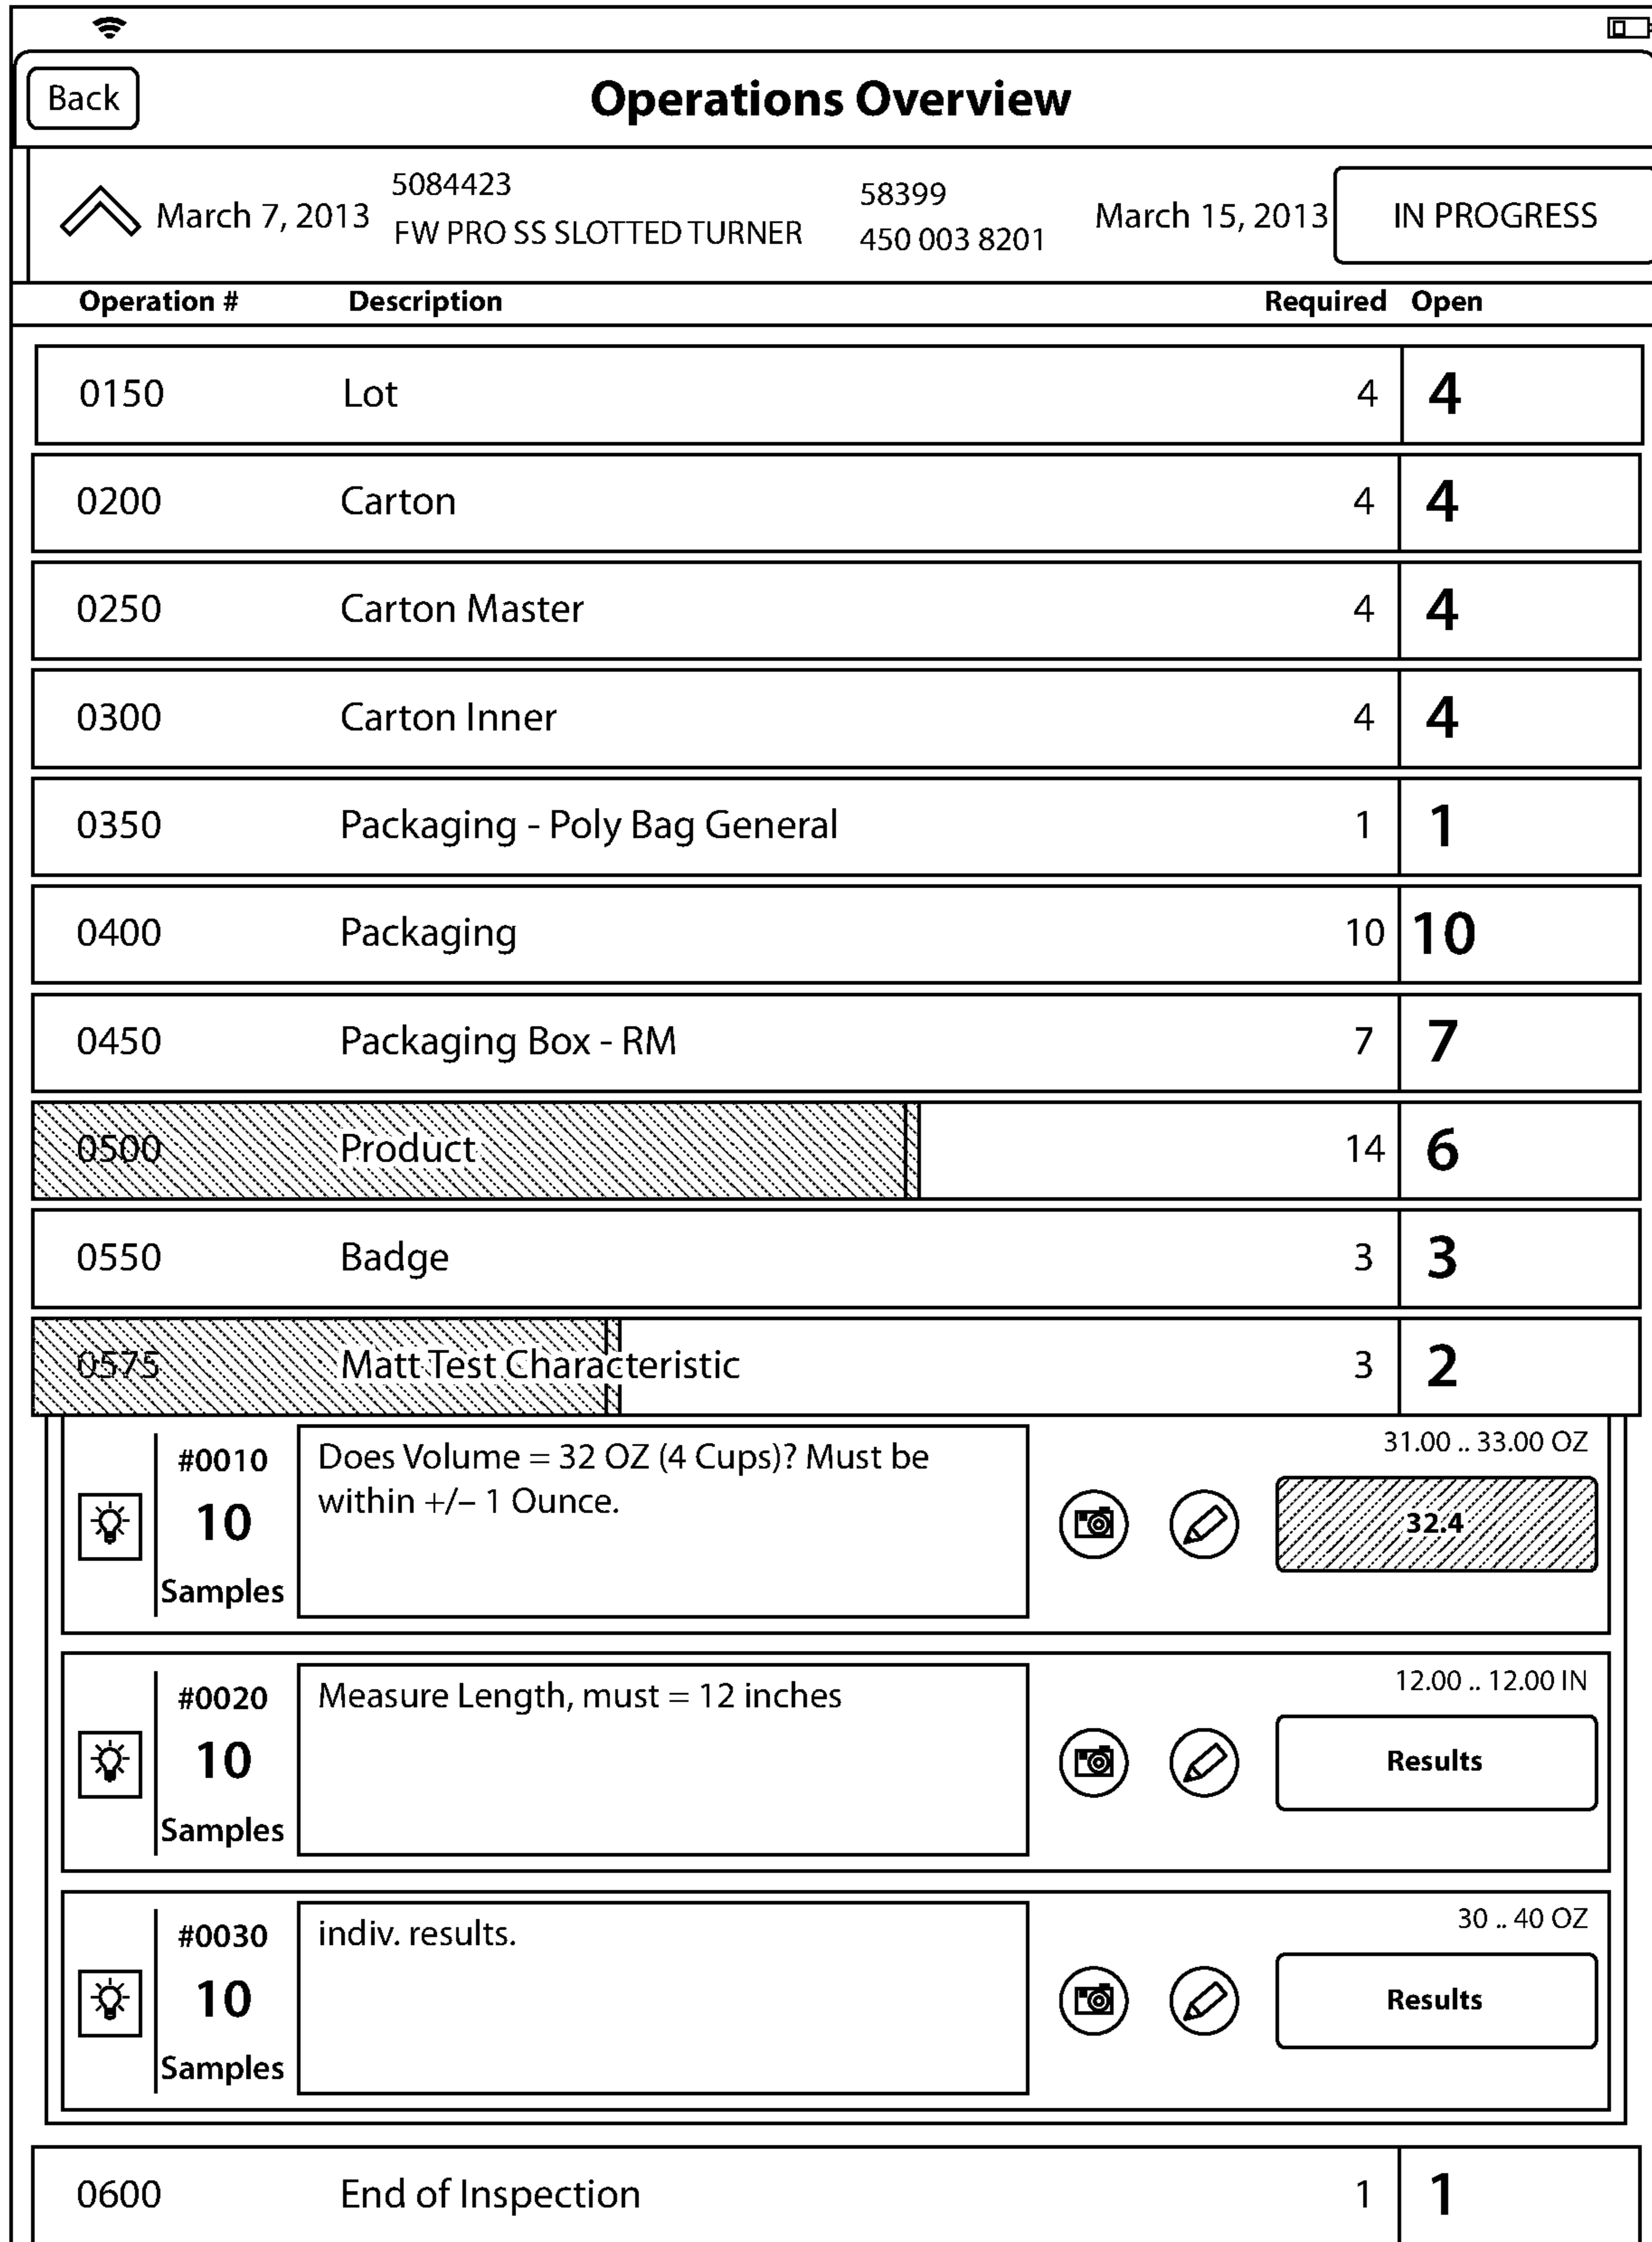 Back
Operations Overview
March 7, 2013
5084423
FW PRO SS SLOTTED TURNER
58399
450 003 8201
March 15, 2013
IN PROGRESS
Operation # Description Required Open
0150 Lot 4 4
0200 Carton 4 4
0250 Carton Master 4 4
0300 Carton Inner 4 4
0350 Packaging - Poly Bag General 1 1
0400 Packaging 10 10
0450 Packaging Box - RM 7 7
0500 Product 14 6
0550 Badge 3 3
0575 Matt Test Characteristic 3 2
#0010
10
Samples
Does Volume = 32 OZ (4 Cups)? Must be
within +/– 1 Ounce.
31.00 .. 33.00 OZ
32.4
#0020
10
Samples
Measure Length, must = 12 inches
12.00 .. 12.00 IN
Results
#0030
10
Samples
indiv. results.
30 .. 40 OZ
Results
0600 End of Inspection 1 1